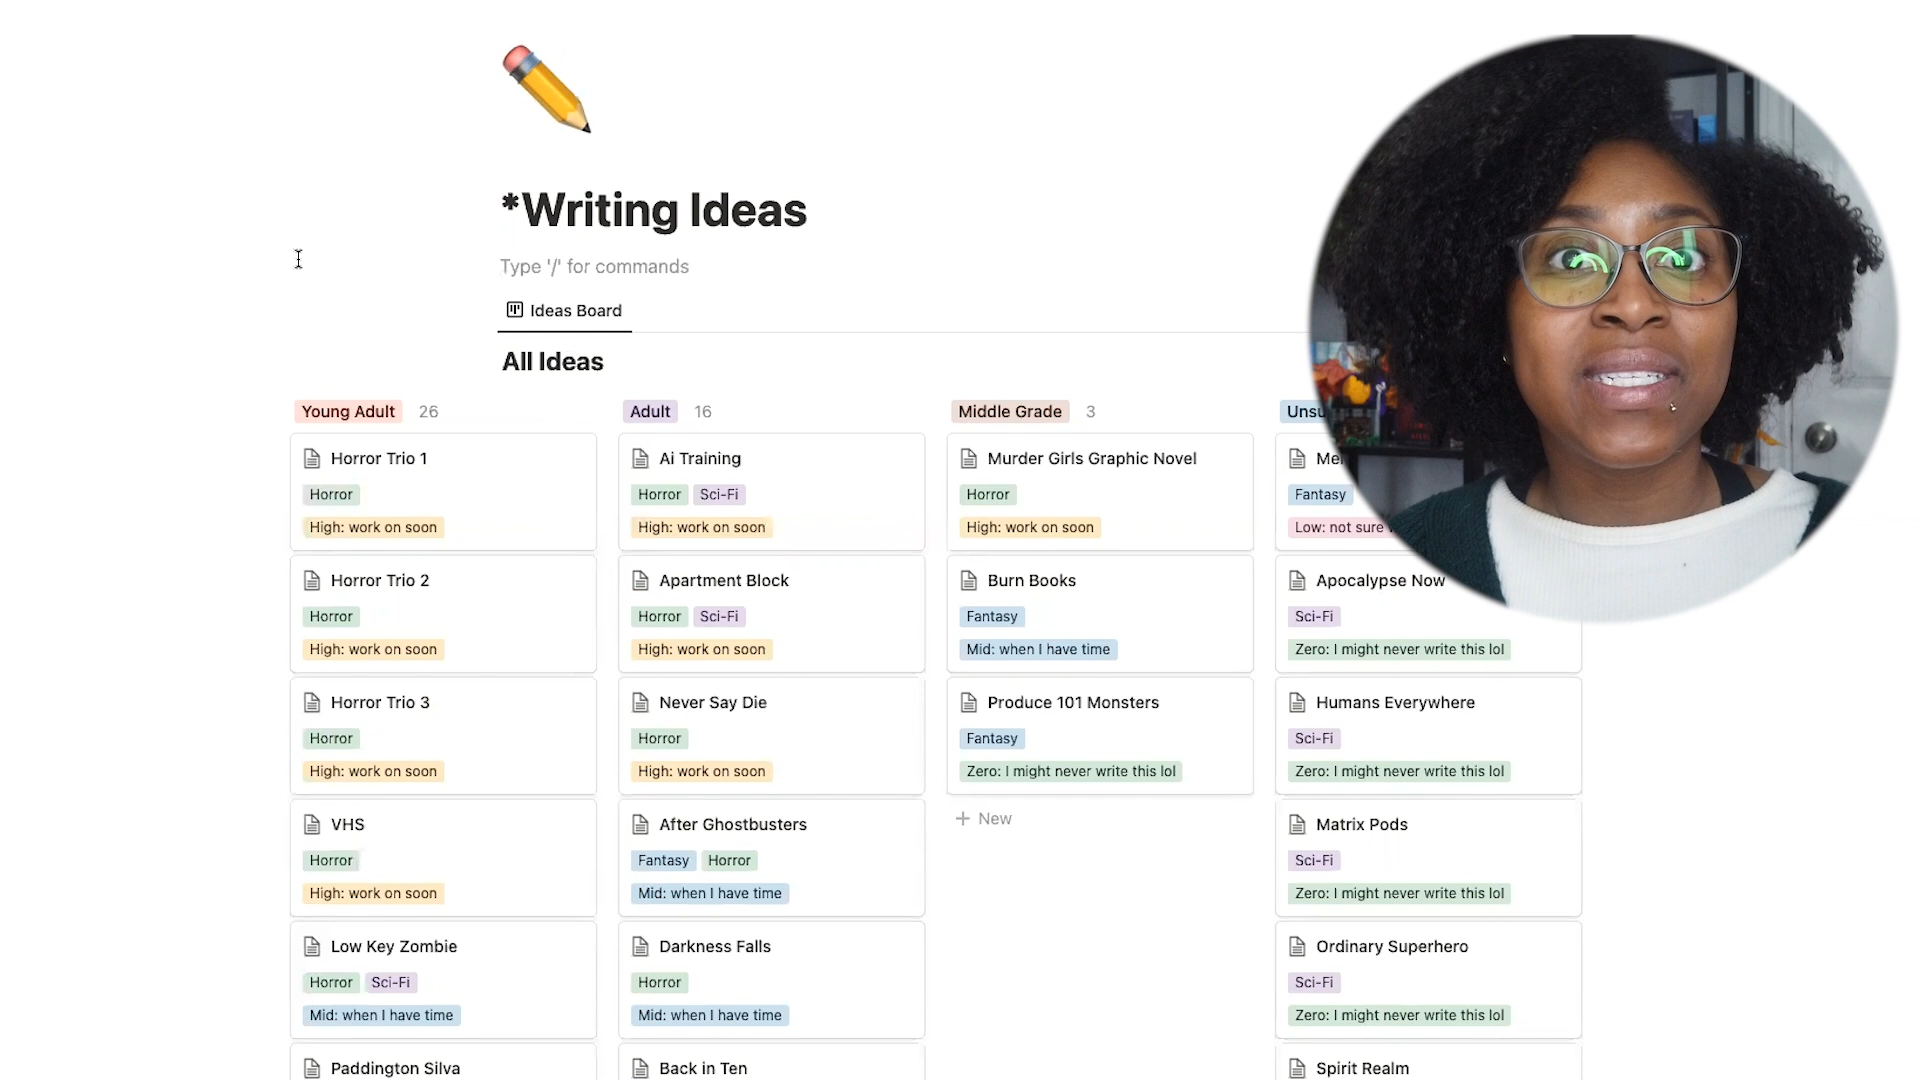 *Writing Ideas
Type '/' for commands
Ideas Board
All Ideas
Young Adult 26
Horror Trio 1
Horror
High: work on soon
Horror Trio 2
Horror
High: work on soon
Horror Trio 3
Horror
High: work on soon
VHS
Horror
High: work on soon
Low Key Zombie
Horror Sci-Fi
Mid: when I have time
Paddington Silva
Adult 16
Ai Training
Horror Sci-Fi
High: work on soon
Apartment Block
Horror Sci-Fi
High: work on soon
Never Say Die
Horror
High: work on soon
After Ghostbusters
Fantasy Horror
Mid: when I have time
Darkness Falls
Horror
Mid: when I have time
Back in Ten
Middle Grade 3
Murder Girls Graphic Novel
Horror
High: work on soon
Burn Books
Fantasy
Mid: when I have time
Produce 101 Monsters
Fantasy
Zero: I might never write this lol
+ New
Fantasy
Low: not sure
Apocalypse Now
Sci-Fi
Zero: I might never write this lol
Humans Everywhere
Sci-Fi
Zero: I might never write this lol
Matrix Pods
Sci-Fi
Zero: I might never write this lol
Ordinary Superhero
Sci-Fi
Zero: I might never write this lol
Spirit Realm